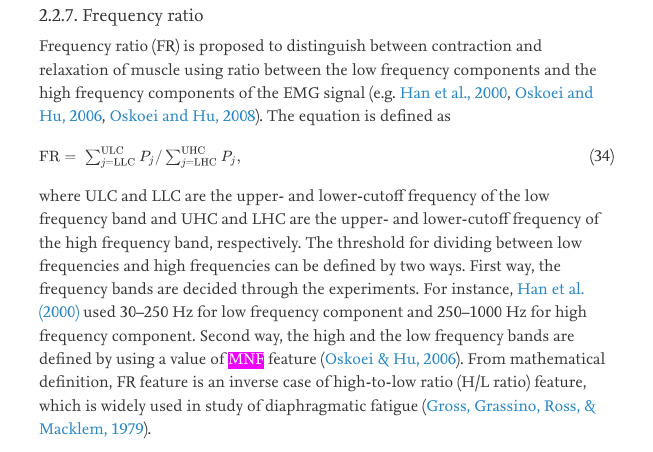 2.2.7. Frequency ratio
Frequency ratio (FR) is proposed to distinguish between contraction and
relaxation of muscle using ratio between the low frequency components and the
high frequency components of the EMG signal (e.g. Han et al., 2000, Oskoei and
Hu, 2006, Oskoei and Hu, 2008). The equation is defined as
FR = ∑_{j=LLC}^{ULC} P_j / ∑_{j=LHC}^{UHC} P_j, (34)
where ULC and LLC are the upper- and lower-cutoff frequency of the low
frequency band and UHC and LHC are the upper- and lower-cutoff frequency of
the high frequency band, respectively. The threshold for dividing between low
frequencies and high frequencies can be defined by two ways. First way, the
frequency bands are decided through the experiments. For instance, Han et al.
(2000) used 30–250 Hz for low frequency component and 250–1000 Hz for high
frequency component. Second way, the high and the low frequency bands are
defined by using a value of MNF feature (Oskoei & Hu, 2006). From mathematical
definition, FR feature is an inverse case of high-to-low ratio (H/L ratio) feature,
which is widely used in study of diaphragmatic fatigue (Gross, Grassino, Ross, &
Macklem, 1979).